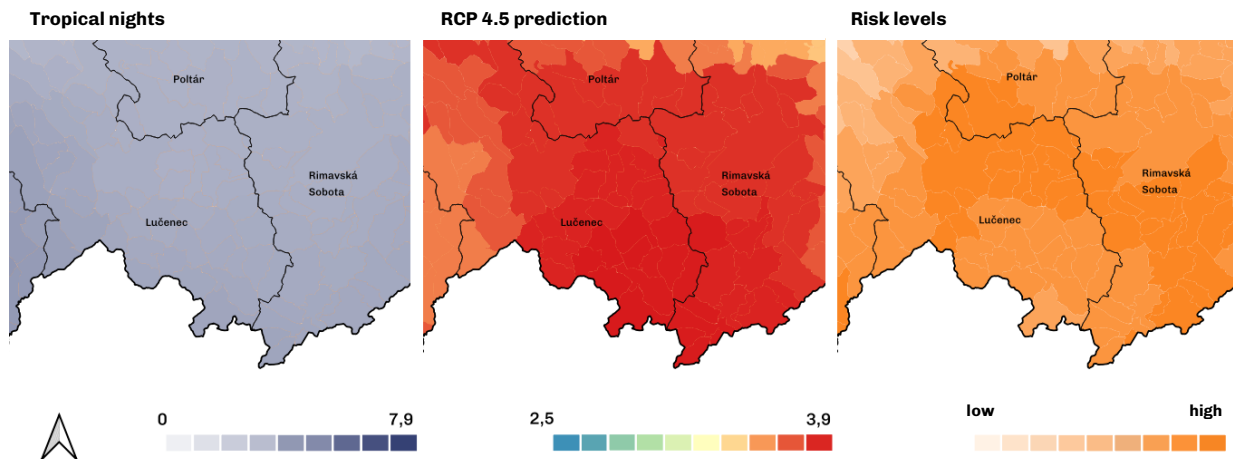 Tropical nights
RCP 4.5 prediction
Risk levels
Poltár
Rimavská
Sobota
Lučenec
Poltár
Rimavská
Sobota
Lučenec
Poltár
Rimavská
Sobota
Lučenec
0 7,9
2,5 3,9
low high